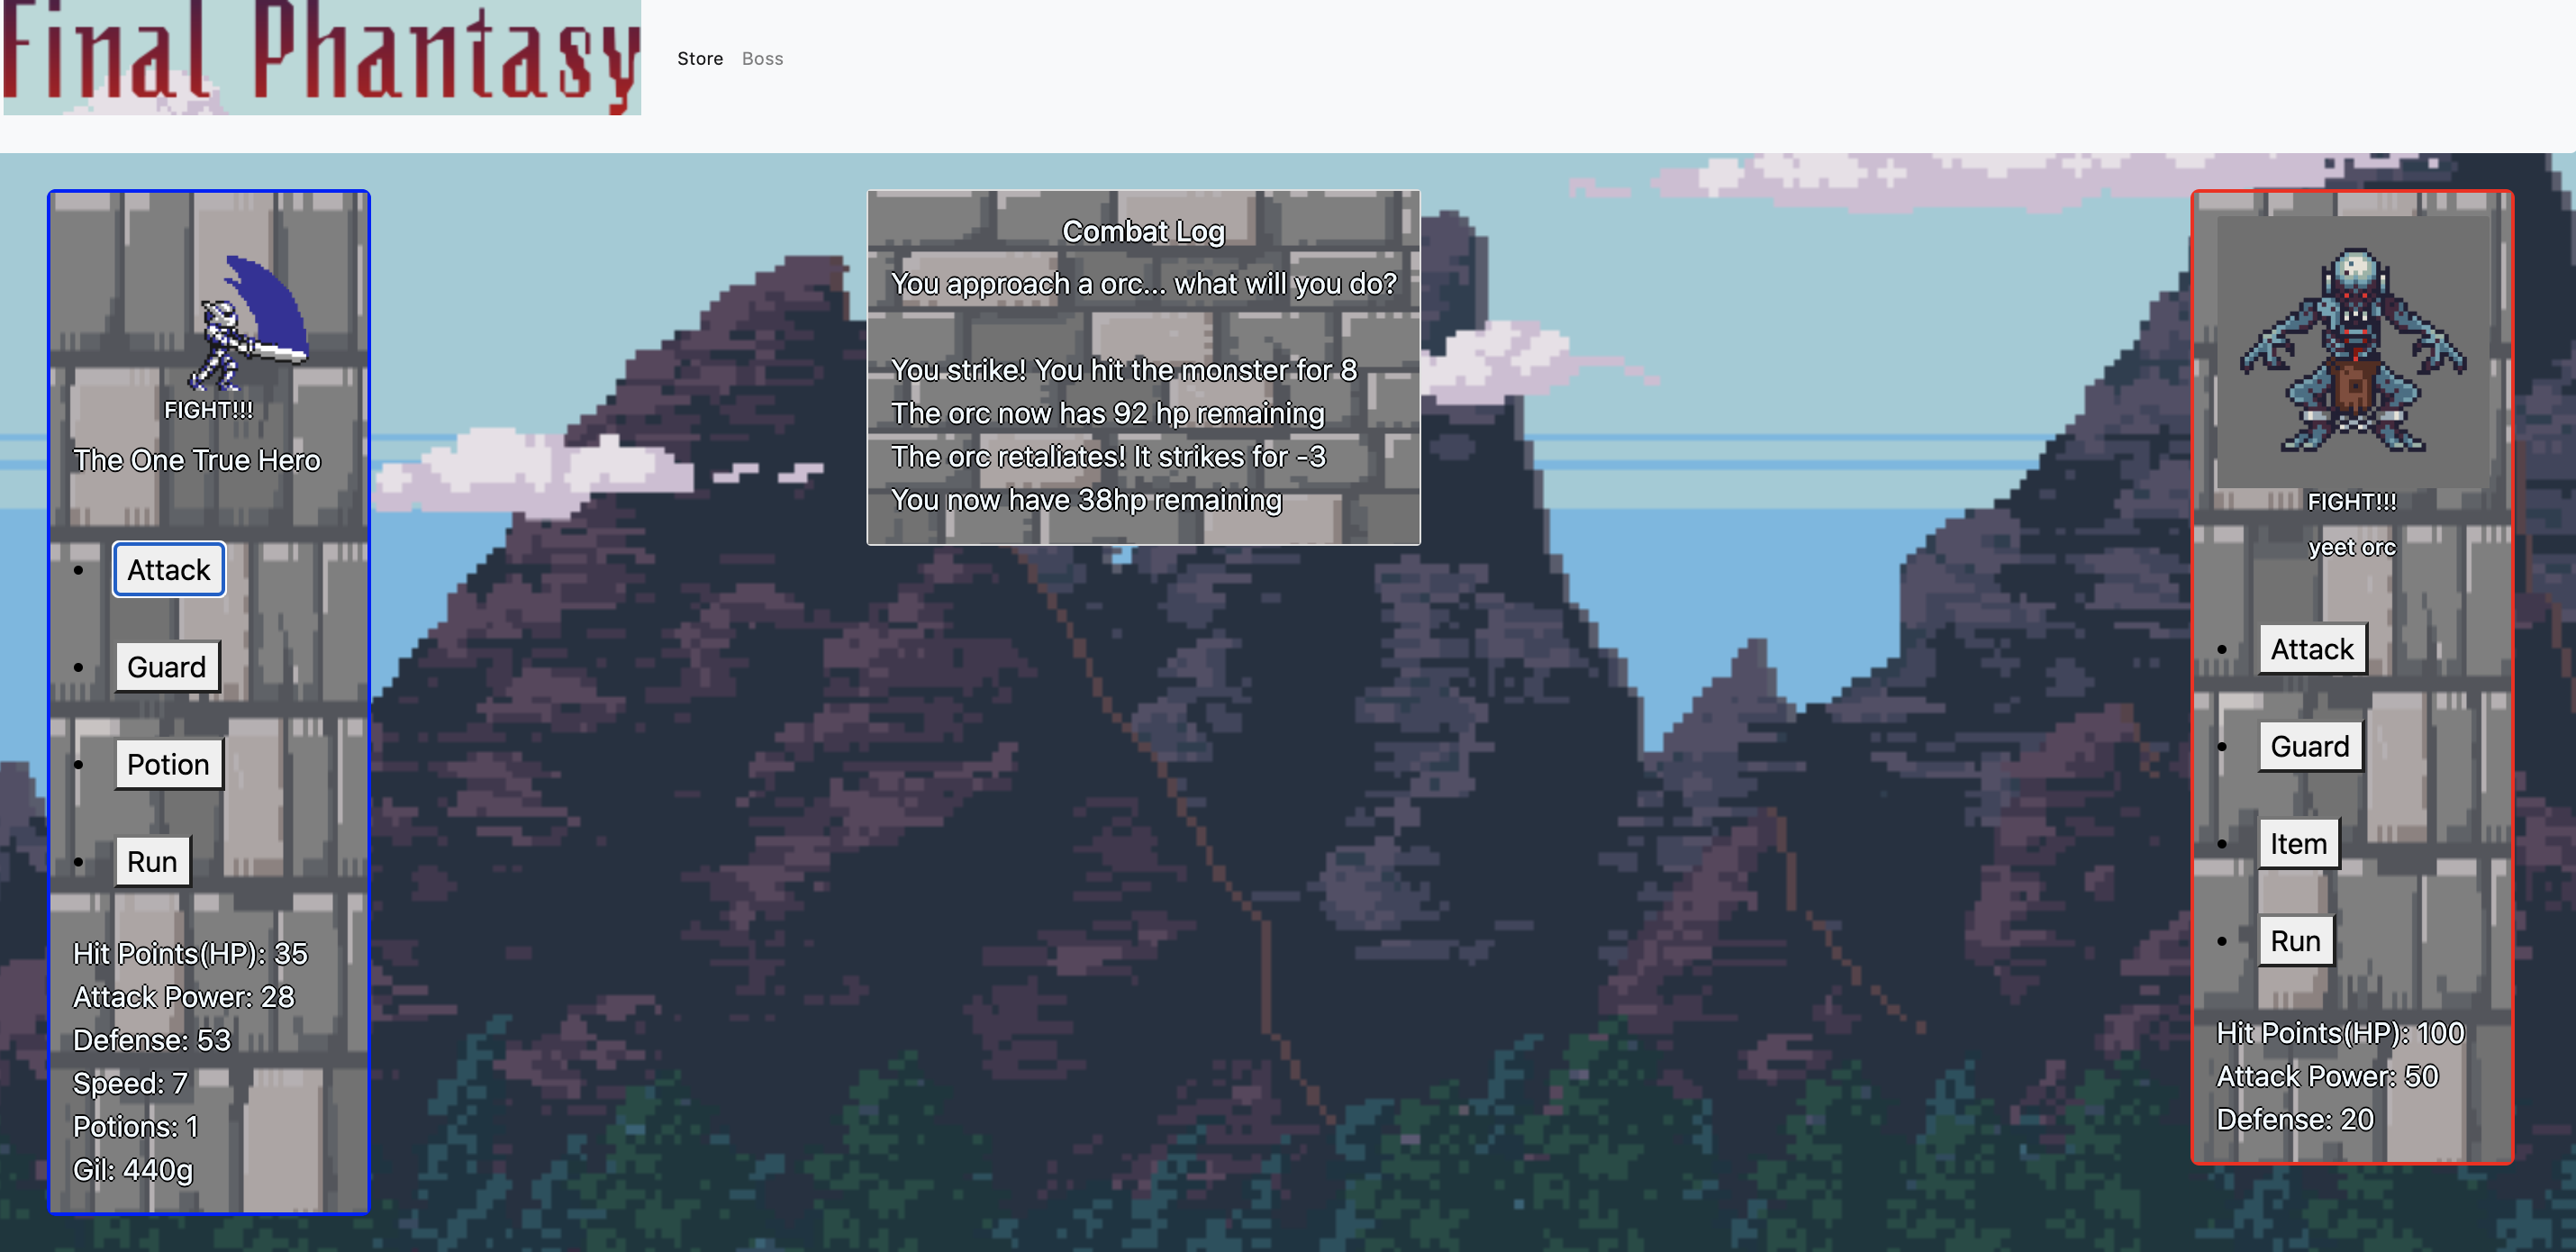 Final Phantasy
Store Boss
FIGHT!!!
The One True Hero
Attack
Guard
Potion
Run
Hit Points(HP): 35
Attack Power: 28
Defense: 53
Speed: 7
Potions: 1
Gil: 440g
Combat Log
You approach a orc... what will you do?
You strike! You hit the monster for 8
The orc now has 92 hp remaining
The orc retaliates! It strikes for -3
You now have 38hp remaining
FIGHT!!!
yeet orc
Attack
Guard
Item
Run
Hit Points(HP): 100
Attack Power: 50
Defense: 20